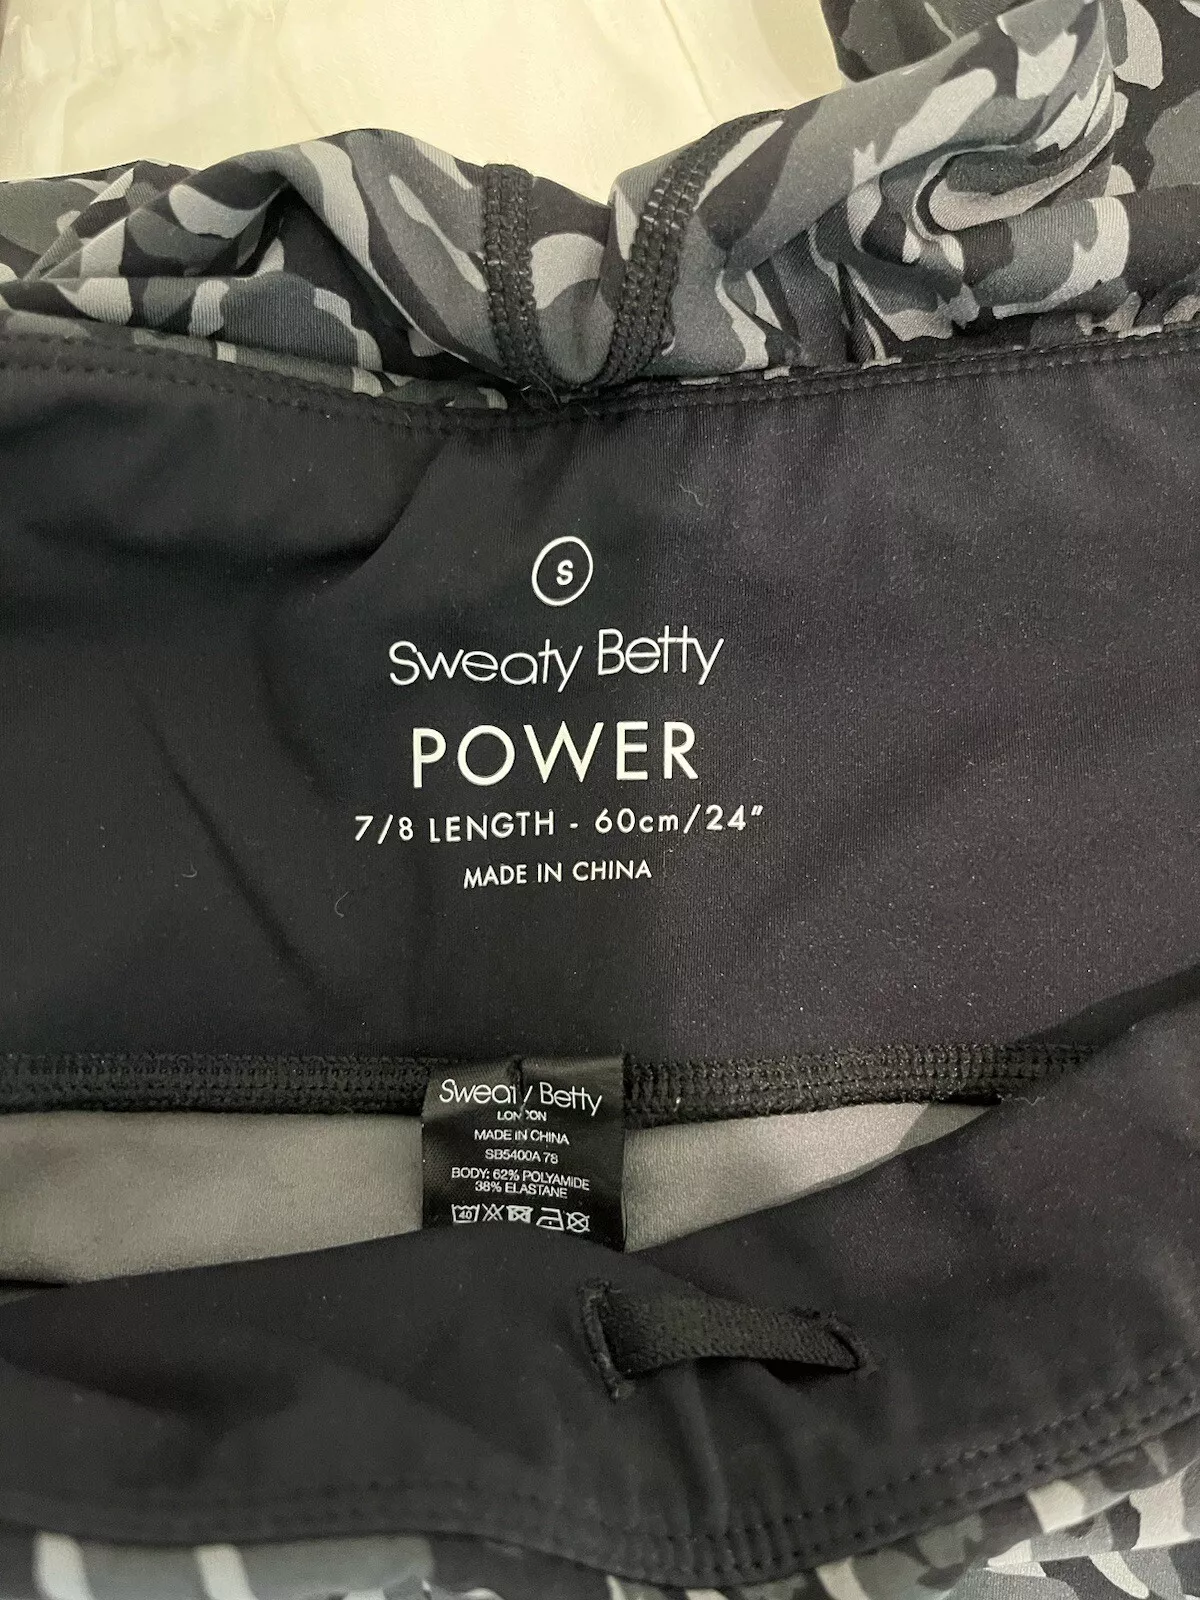 S
Sweaty Betty
POWER
7/8 LENGTH - 60cm/24"
MADE IN CHINA
Sweaty Betty
LONDON
MADE IN CHINA
SB5400A 78
BODY: 62% POLYAMIDE
38% ELASTANE
40